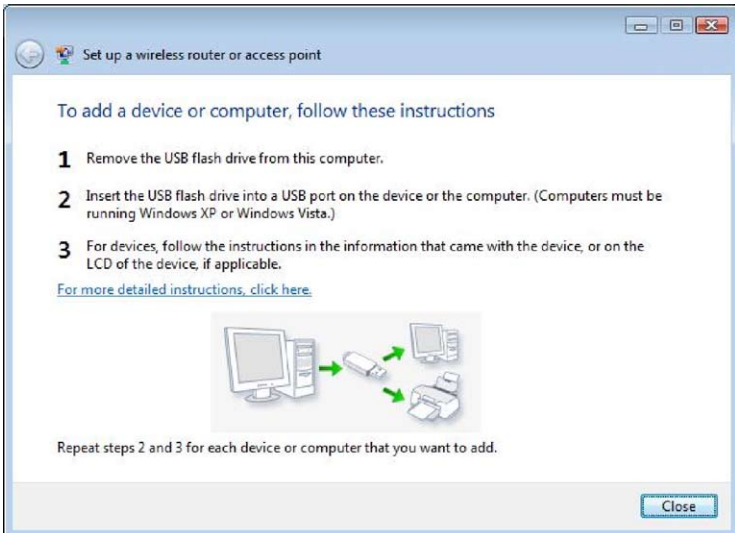 Set up a wireless router or access point
To add a device or computer, follow these instructions
1 Remove the USB flash drive from this computer.
2 Insert the USB flash drive into a USB port on the device or the computer. (Computers must be
running Windows XP or Windows Vista.)
3 For devices, follow the instructions in the information that came with the device, or on the
LCD of the device, if applicable.
For more detailed instructions, click here.
Repeat steps 2 and 3 for each device or computer that you want to add.
Close